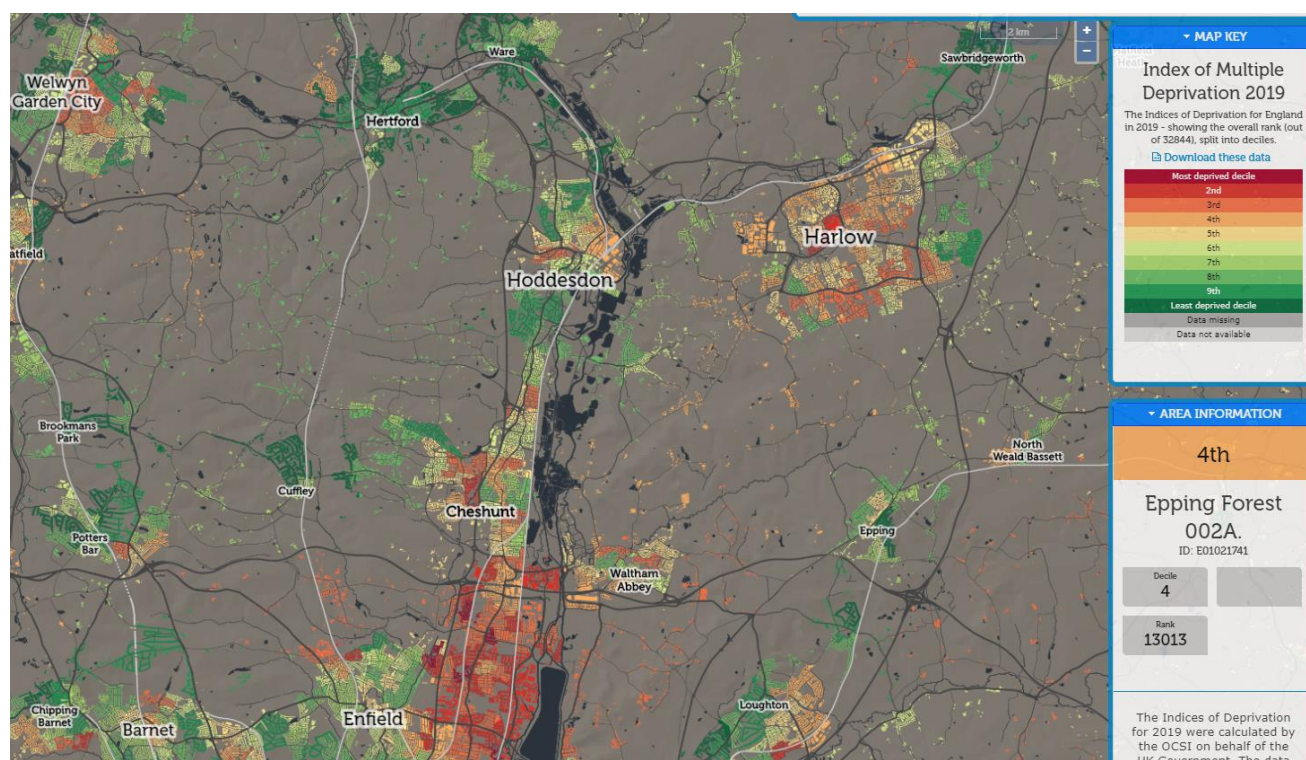 Ware
2 km
+
−
Sawbridgeworth
Welwyn
Garden City
Hertford
atfield
Harlow
Hoddesdon
Brookmans
Park
North
Weald Bassett
Cuffley
Cheshunt
Epping
Potters
Bar
Waltham
Abbey
Loughton
Chipping
Barnet
Barnet
Enfield
MAP KEY
Index of Multiple
Deprivation 2019
The Indices of Deprivation for England
in 2019 - showing the overall rank (out
of 32844), split into deciles.
Download these data
Most deprived decile
2nd
3rd
4th
5th
6th
7th
8th
9th
Least deprived decile
Data missing
Data not available
AREA INFORMATION
4th
Epping Forest
002A.
ID: E01021741
Decile
4
Rank
13013
The Indices of Deprivation
for 2019 were calculated by
the OCSI on behalf of the
UK Government. The data